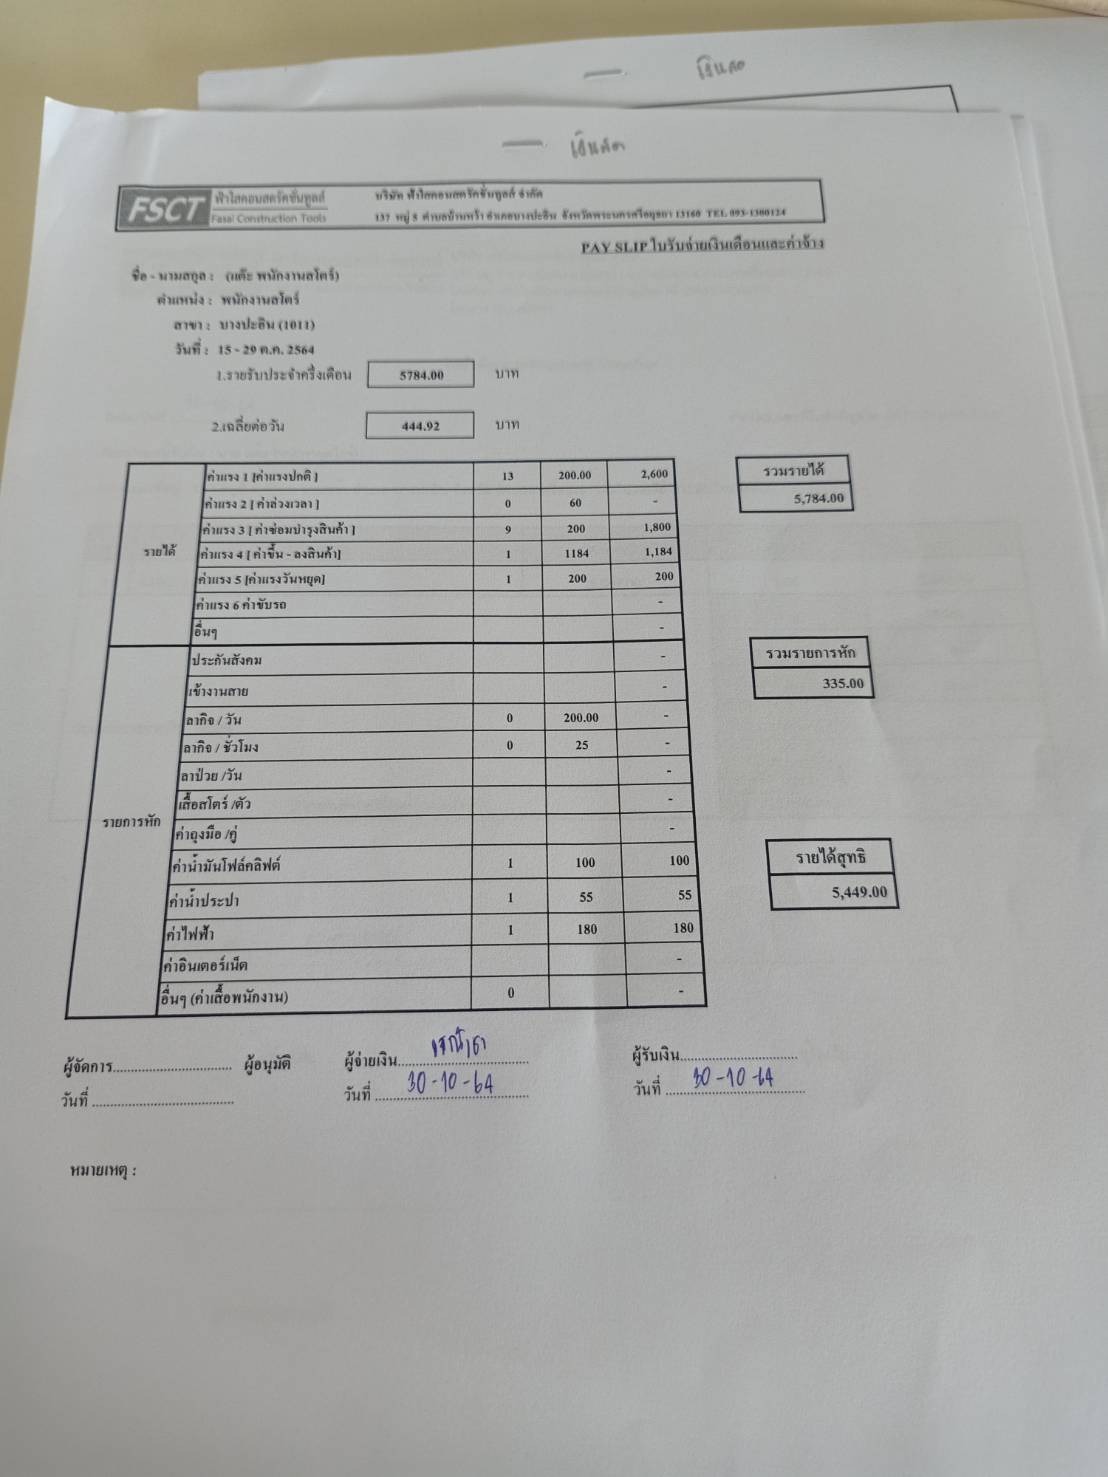 เงินสด
เงินสด
FSCT ฟ้าใสคอนสตรัคชั่นทูลส์
Fasai Construction Tools
บริษัท ฟ้าใสคอนสตรัคชั่นทูลส์ จำกัด
137 หมู่ 8 ตำบลบ้านหว้า อำเภอบางปะอิน จังหวัดพระนครศรีอยุธยา 13160 TEL 093-1300124
PAY SLIP ใบรับจ่ายเงินเดือนและค่าจ้าง
ชื่อ - นามสกุล : (แต๊ะ พนักงานสโตร์)
ตำแหน่ง : พนักงานสโตร์
สาขา : บางปะอิน (1011)
วันที่ : 15 - 29 ต.ค. 2564
1.รายรับประจำครึ่งเดือน 5784.00 บาท
2.เฉลี่ยต่อวัน 444.92 บาท
รายได้
ค่าแรง 1 [ค่าแรงปกติ ] 13 200.00 2,600
ค่าแรง 2 [ ค่าล่วงเวลา ] 0 60 -
ค่าแรง 3 [ ค่าซ่อมบำรุงสินค้า ] 9 200 1,800
ค่าแรง 4 [ ค่าขึ้น - ลงสินค้า] 1 1184 1,184
ค่าแรง 5 [ค่าแรงวันหยุด] 1 200 200
ค่าแรง 6 ค่าขับรถ -
อื่นๆ -
รวมรายได้
5,784.00
รายการหัก
ประกันสังคม -
เข้างานสาย -
ลากิจ / วัน 0 200.00 -
ลากิจ / ชั่วโมง 0 25 -
ลาป่วย /วัน -
เสื้อสโตร์ /ตัว -
ค่าถุงมือ /คู่ -
ค่าน้ำมันโฟล์คลิฟต์ 1 100 100
ค่าน้ำประปา 1 55 55
ค่าไฟฟ้า 1 180 180
ค่าอินเตอร์เน็ต -
อื่นๆ (ค่าเสื้อพนักงาน) 0 -
รวมรายการหัก
335.00
รายได้สุทธิ
5,449.00
ผู้จัดการ.............................. ผู้อนุมัติ ผู้จ่ายเงิน.............................. ผู้รับเงิน..............................
วันที่ .............................. วันที่ 30-10-64 วันที่ 30-10-64
หมายเหตุ :